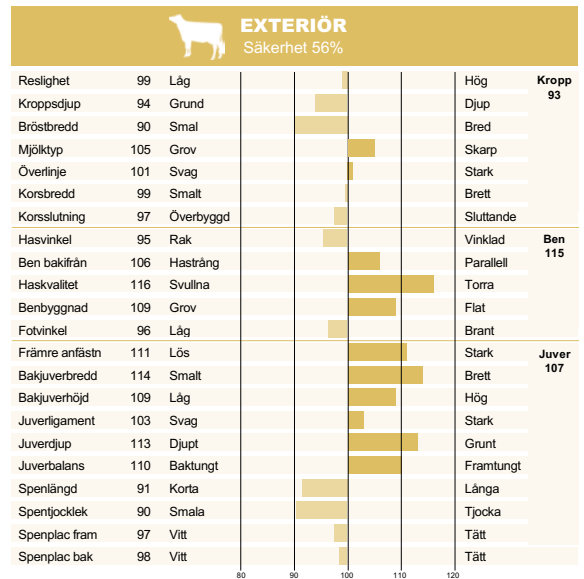 EXTERIÖR
Säkerhet 56%
Reslighet 99 Låg Hög Kropp
Kroppsdjup 94 Grund Djup 93
Bröstbredd 90 Smal Bred
Mjölktyp 105 Grov Skarp
Överlinje 101 Svag Stark
Korsbredd 99 Smalt Brett
Korsslutning 97 Överbyggd Sluttande
Hasvinkel 95 Rak Vinklad Ben
Ben bakifrån 106 Hastrång Parallell 115
Haskvalitet 116 Svullna Torra
Benbyggnad 109 Grov Flat
Fotvinkel 96 Låg Brant
Främre anfästn 111 Lös Stark Juver
Bakjuverbredd 114 Smalt Brett 107
Bakjuverhöjd 109 Låg Hög
Juverligament 103 Svag Stark
Juverdjup 113 Djupt Grunt
Juverbalans 110 Baktungt Framtungt
Spenlängd 91 Korta Långa
Spentjocklek 90 Smala Tjocka
Spenplac fram 97 Vitt Tätt
Spenplac bak 98 Vitt Tätt
80 90 100 110 120